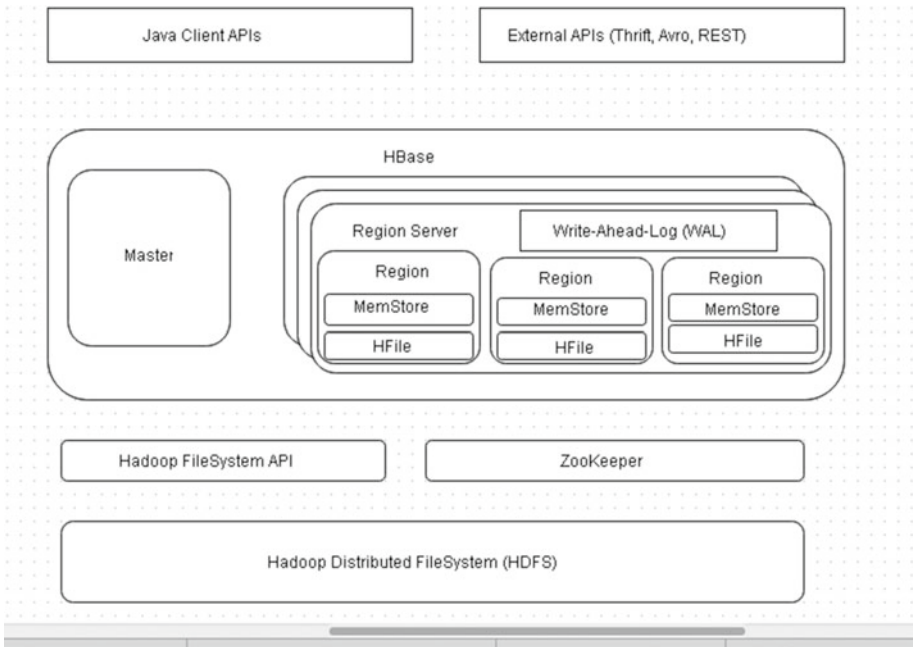 Java Client APIs
External APIs (Thrift, Avro, REST)
HBase
Master
Region Server
Write-Ahead-Log (WAL)
Region
MemStore
HFile
Region
MemStore
HFile
Region
MemStore
HFile
Hadoop FileSystem API
ZooKeeper
Hadoop Distributed FileSystem (HDFS)